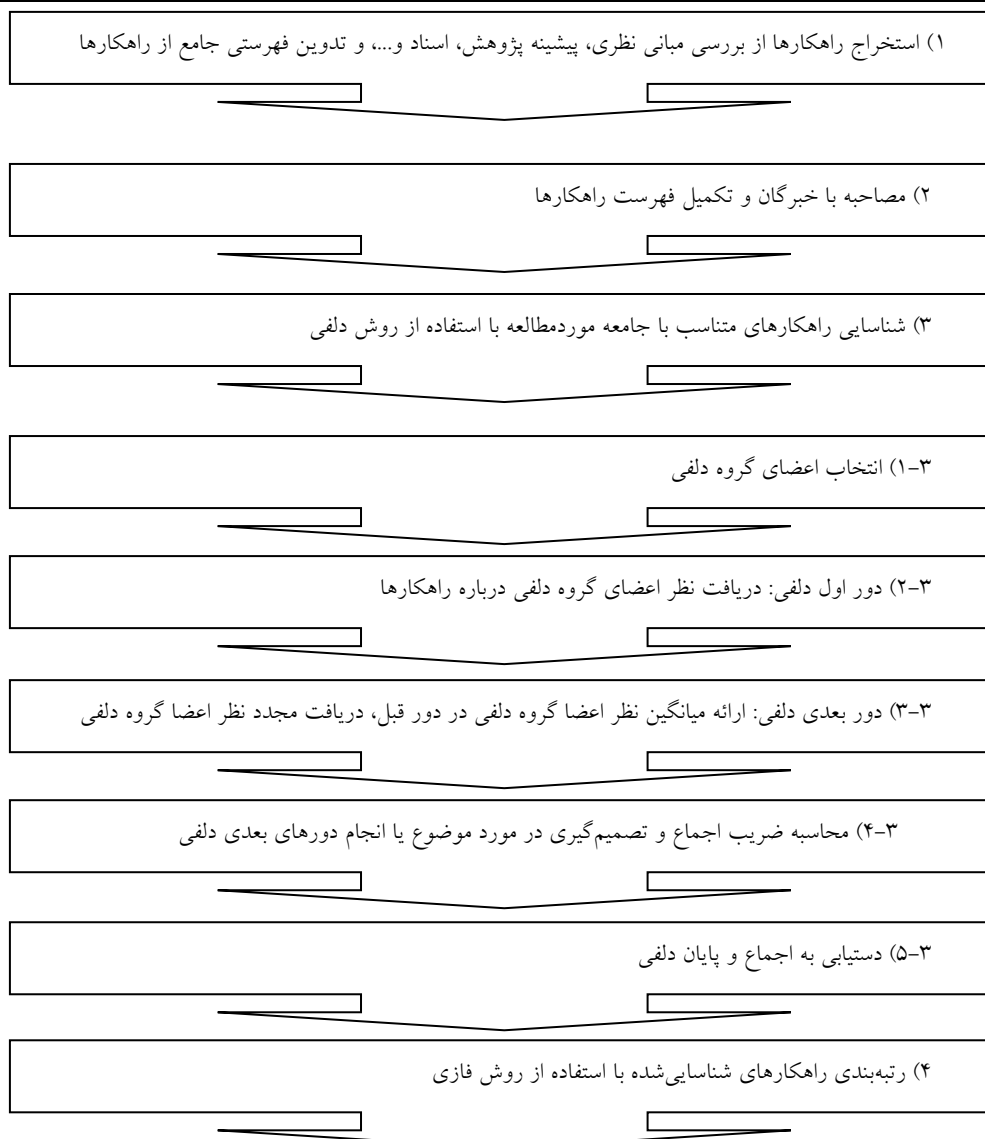 ۱) استخراج راهکارها از بررسی مبانی نظری، پیشینه پژوهش، اسناد و...، و تدوین فهرستی جامع از راهکارها
۲) مصاحبه با خبرگان و تکمیل فهرست راهکارها
۳) شناسایی راهکارهای متناسب با جامعه موردمطالعه با استفاده از روش دلفی
۳-۱) انتخاب اعضای گروه دلفی
۳-۲) دور اول دلفی: دریافت نظر اعضای گروه دلفی درباره راهکارها
۳-۳) دور بعدی دلفی: ارائه میانگین نظر اعضا گروه دلفی در دور قبل، دریافت مجدد نظر اعضا گروه دلفی
۳-۴) محاسبه ضریب اجماع و تصمیم‌گیری در مورد موضوع یا انجام دورهای بعدی دلفی
۳-۵) دستیابی به اجماع و پایان دلفی
۴) رتبه‌بندی راهکارهای شناسایی‌شده با استفاده از روش فازی